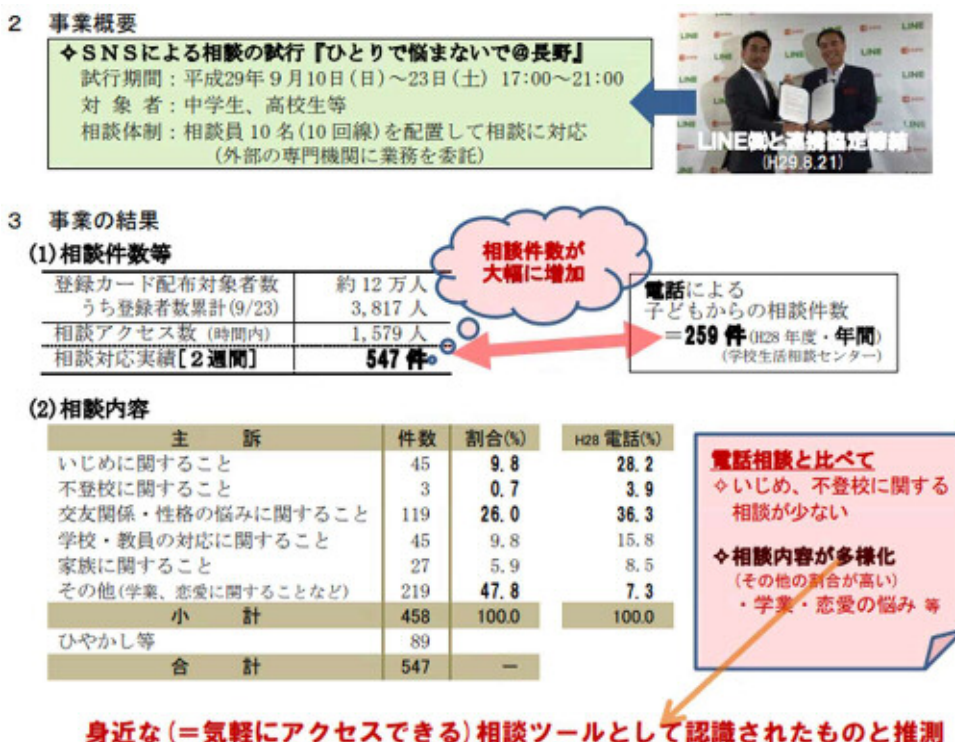 2 事業概要
✧SNSによる相談の試行『ひとりで悩まないで@長野』
試行期間:平成29年9月10日(日)~23日(土) 17:00~21:00
対 象 者:中学生、高校生等
相談体制:相談員10名(10回線)を配置して相談に対応
(外部の専門機関に業務を委託)
LINE
LINE
LINE
LINE㈱と連携協定締結
(H29.8.21)
3 事業の結果
(1)相談件数等
相談件数が
大幅に増加
登録カード配布対象者数 約12万人
うち登録者数累計(9/23) 3,817人
相談アクセス数(時間内) 1,579人
相談対応実績[2週間] 547件
電話による
子どもからの相談件数
=259件(H28年度・年間)
(学校生活相談センター)
(2)相談内容
主 訴 件数 割合(%) H28 電話(%)
いじめに関すること 45 9.8 28.2
不登校に関すること 3 0.7 3.9
交友関係・性格の悩みに関すること 119 26.0 36.3
学校・教員の対応に関すること 45 9.8 15.8
家族に関すること 27 5.9 8.5
その他(学業、恋愛に関することなど) 219 47.8 7.3
小 計 458 100.0 100.0
ひやかし等 89
合 計 547 -
電話相談と比べて
✧いじめ、不登校に関する
相談が少ない
✧相談内容が多様化
(その他の割合が高い)
・学業・恋愛の悩み 等
身近な(=気軽にアクセスできる)相談ツールとして認識されたものと推測